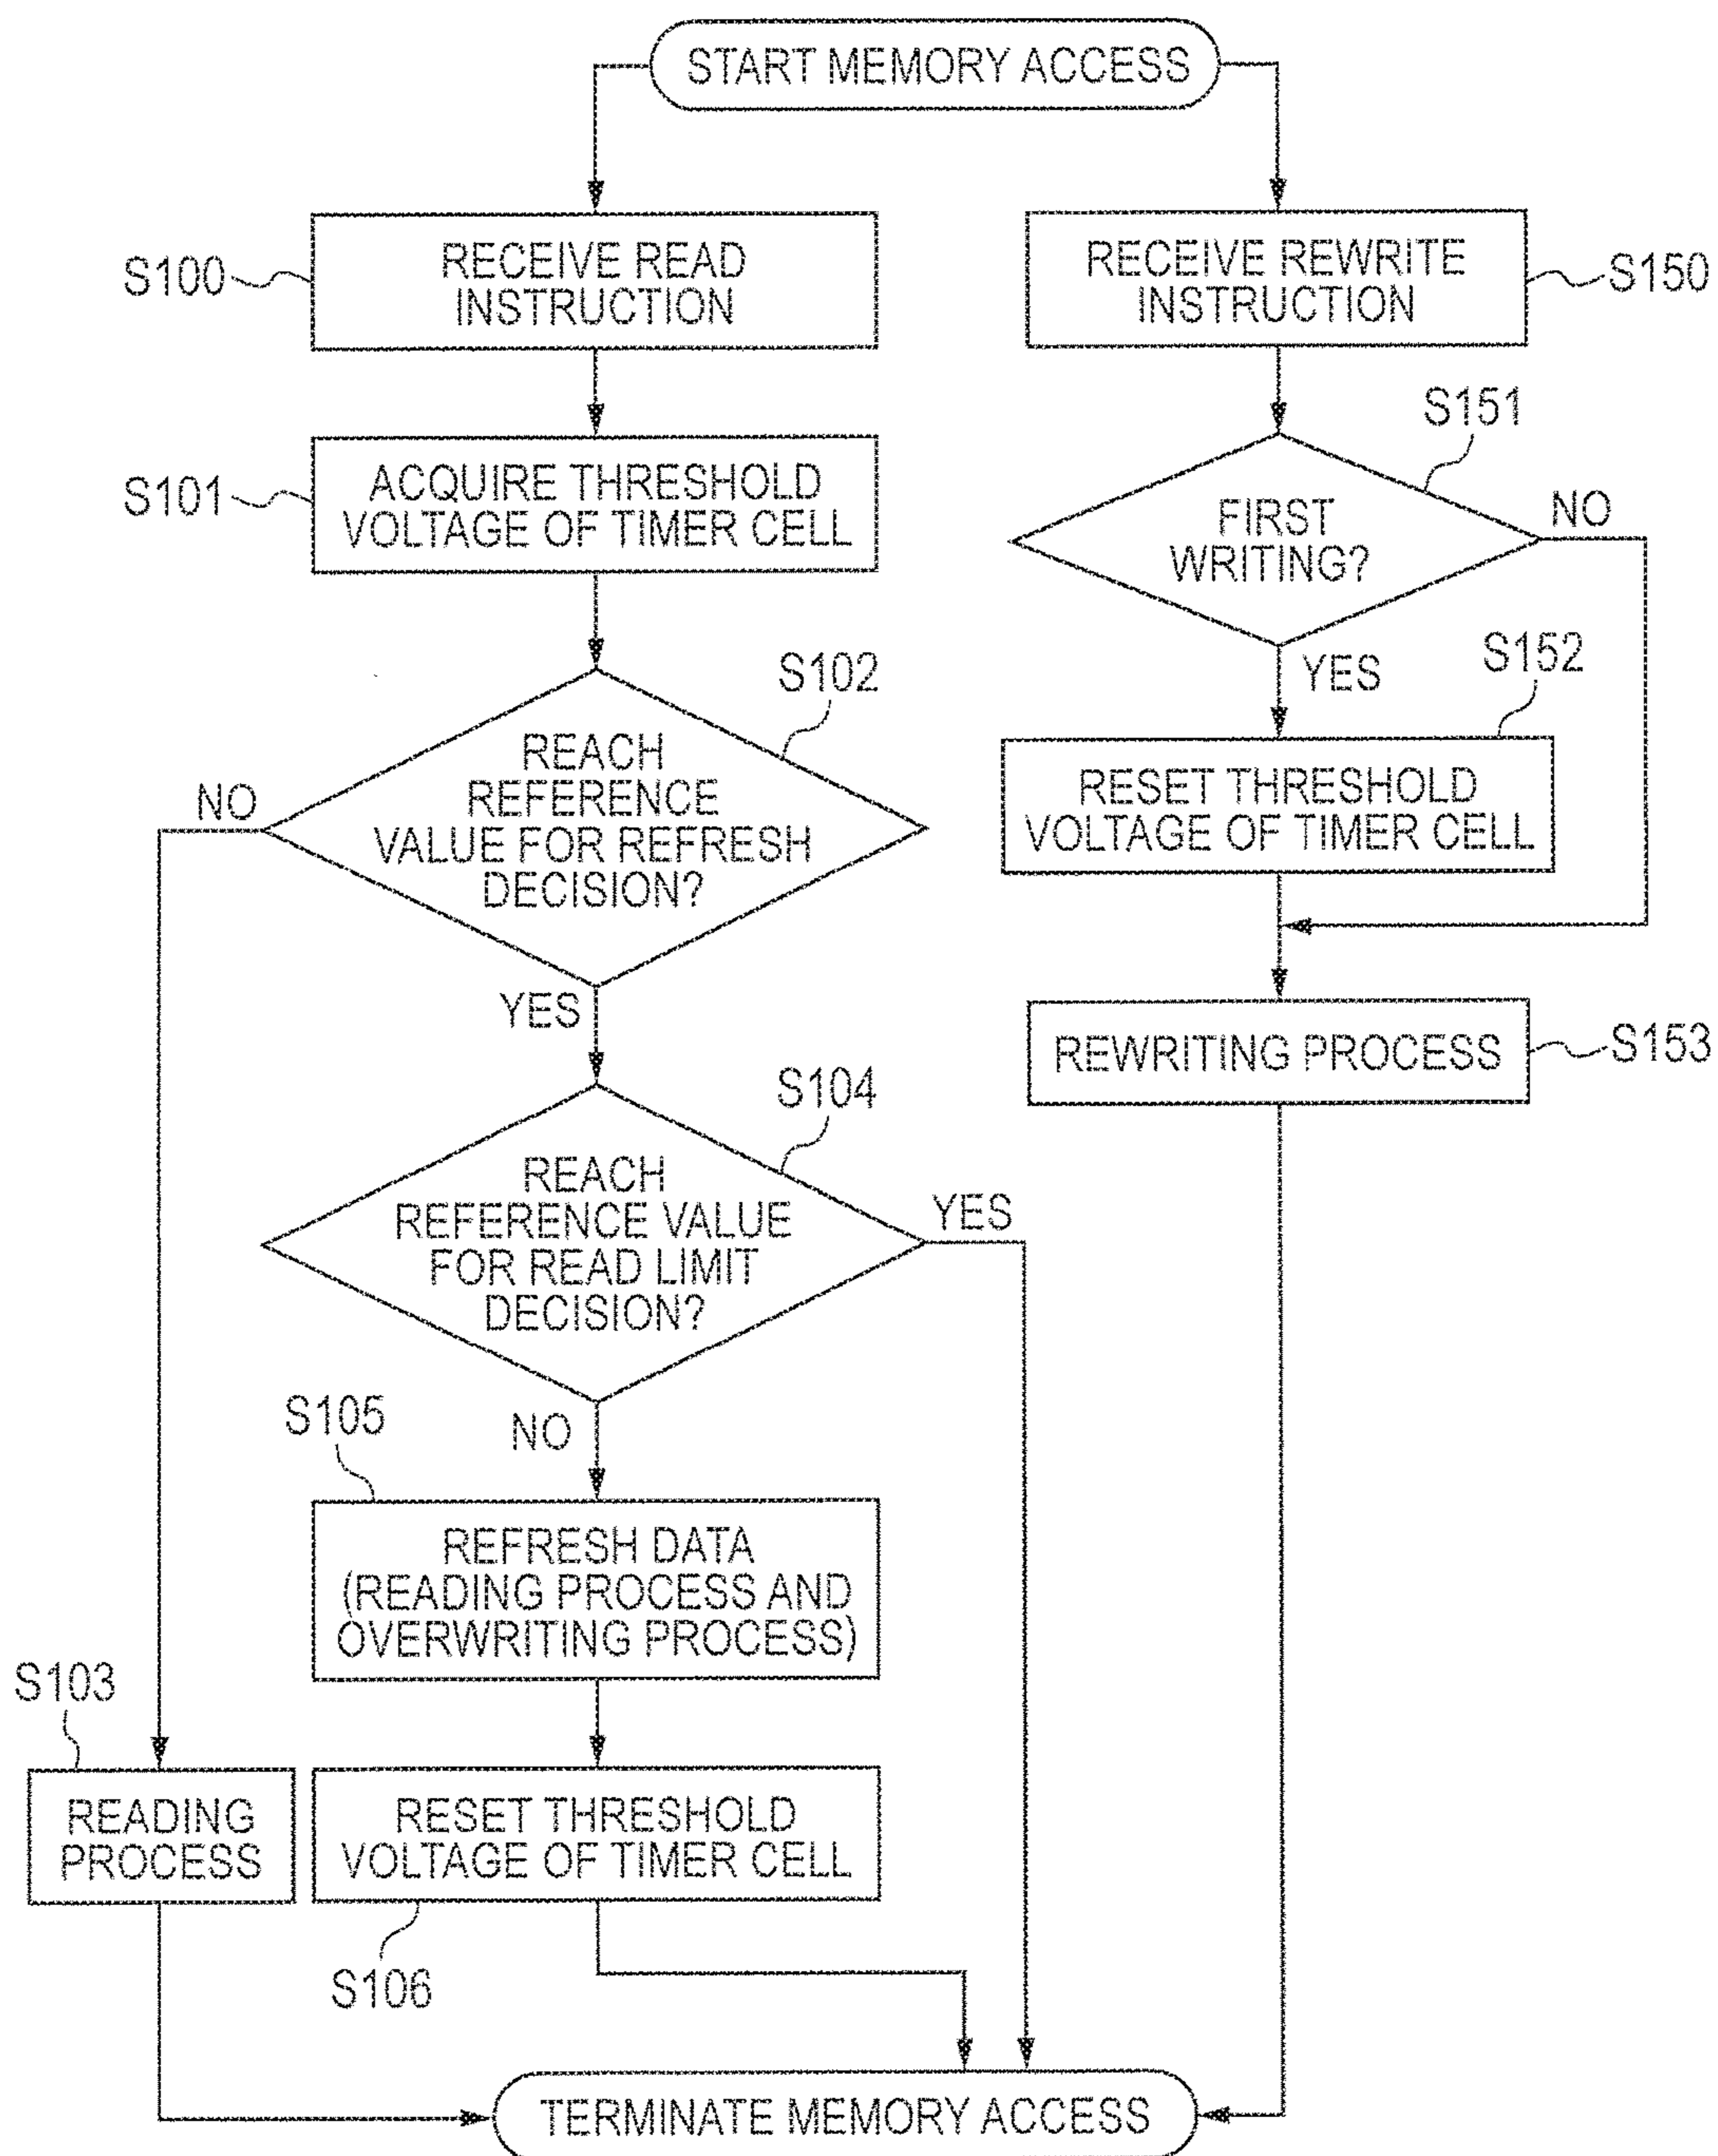 START MEMORY ACCESS
S100
RECEIVE READ
INSTRUCTION
RECEIVE REWRITE
INSTRUCTION
S150
S101
ACQUIRE THRESHOLD
VOLTAGE OF TIMER CELL
S151
FIRST
WRITING?
NO
YES
S152
RESET THRESHOLD
VOLTAGE OF TIMER CELL
S102
REACH
REFERENCE
VALUE FOR REFRESH
DECISION?
NO
YES
REWRITING PROCESS
S153
S104
REACH
REFERENCE VALUE
FOR READ LIMIT
DECISION?
YES
NO
S105
REFRESH DATA
(READING PROCESS AND
OVERWRITING PROCESS)
S103
READING
PROCESS
RESET THRESHOLD
VOLTAGE OF TIMER CELL
S106
TERMINATE MEMORY ACCESS